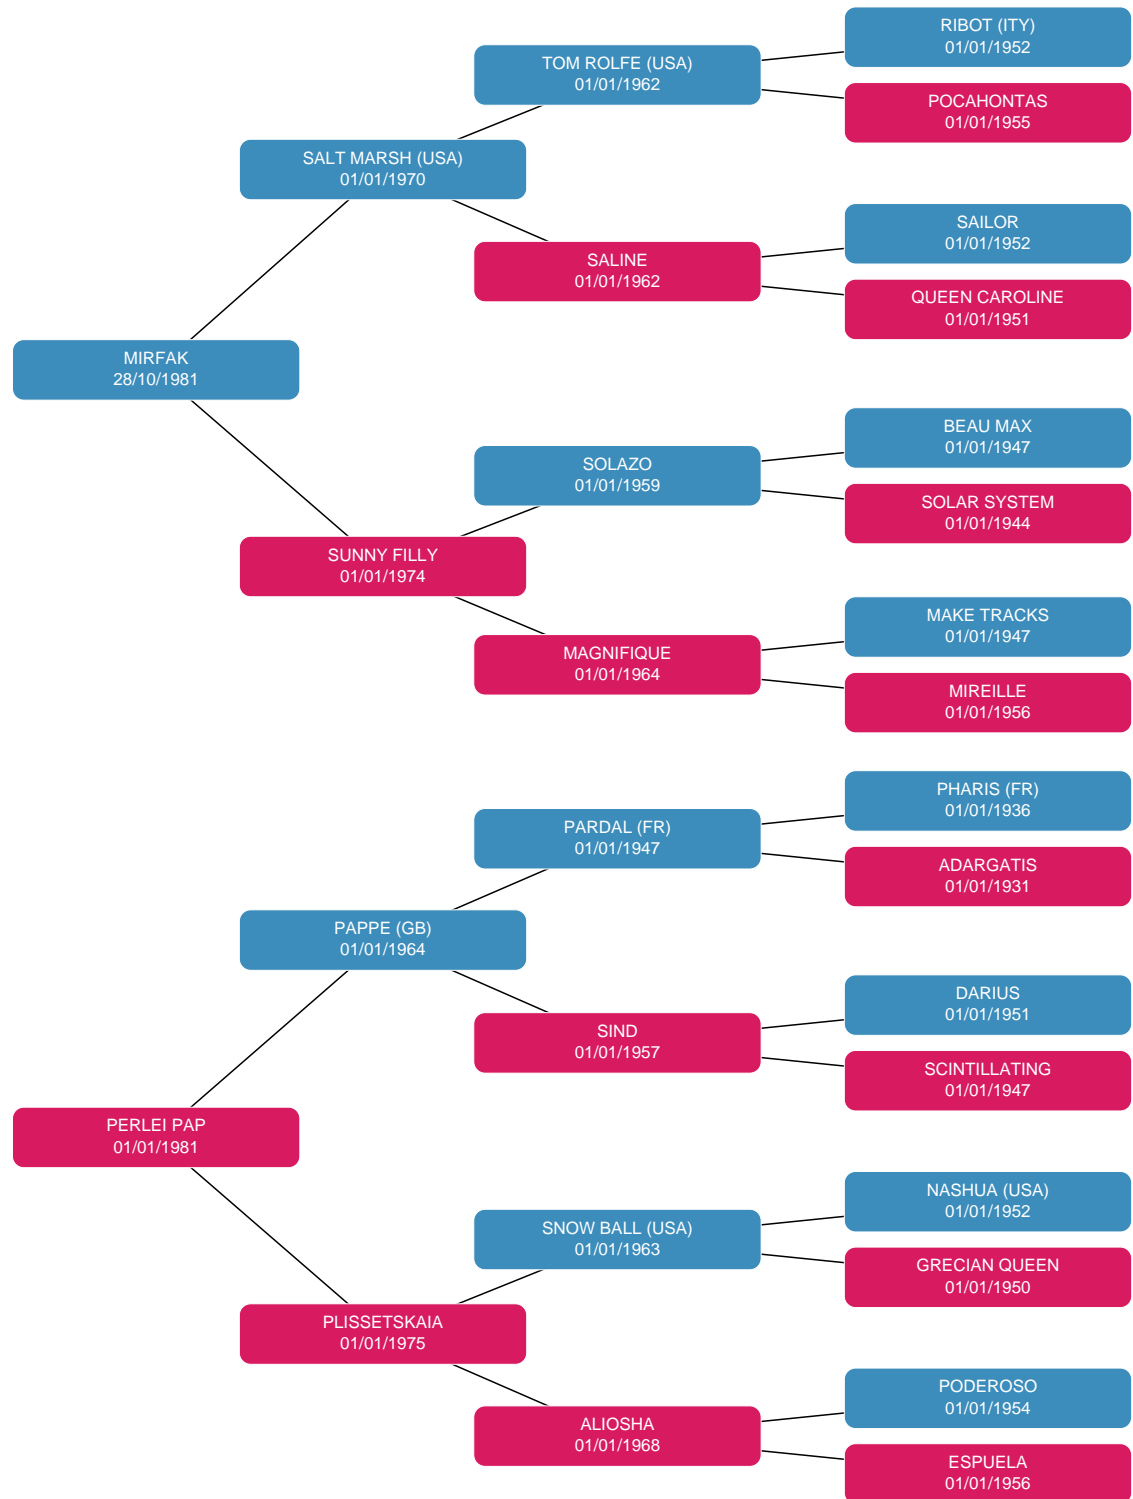 RIBOT (ITY)
01/01/1952
TOM ROLFE (USA)
01/01/1962
POCAHONTAS
01/01/1955
SALT MARSH (USA)
01/01/1970
SAILOR
01/01/1952
SALINE
01/01/1962
QUEEN CAROLINE
01/01/1951
MIRFAK
28/10/1981
BEAU MAX
01/01/1947
SOLAZO
01/01/1959
SOLAR SYSTEM
01/01/1944
SUNNY FILLY
01/01/1974
MAKE TRACKS
01/01/1947
MAGNIFIQUE
01/01/1964
MIREILLE
01/01/1956
PHARIS (FR)
01/01/1936
PARDAL (FR)
01/01/1947
ADARGATIS
01/01/1931
PAPPE (GB)
01/01/1964
DARIUS
01/01/1951
SIND
01/01/1957
SCINTILLATING
01/01/1947
PERLEI PAP
01/01/1981
NASHUA (USA)
01/01/1952
SNOW BALL (USA)
01/01/1963
GRECIAN QUEEN
01/01/1950
PLISSETSKAIA
01/01/1975
PODEROSO
01/01/1954
ALIOSHA
01/01/1968
ESPUELA
01/01/1956